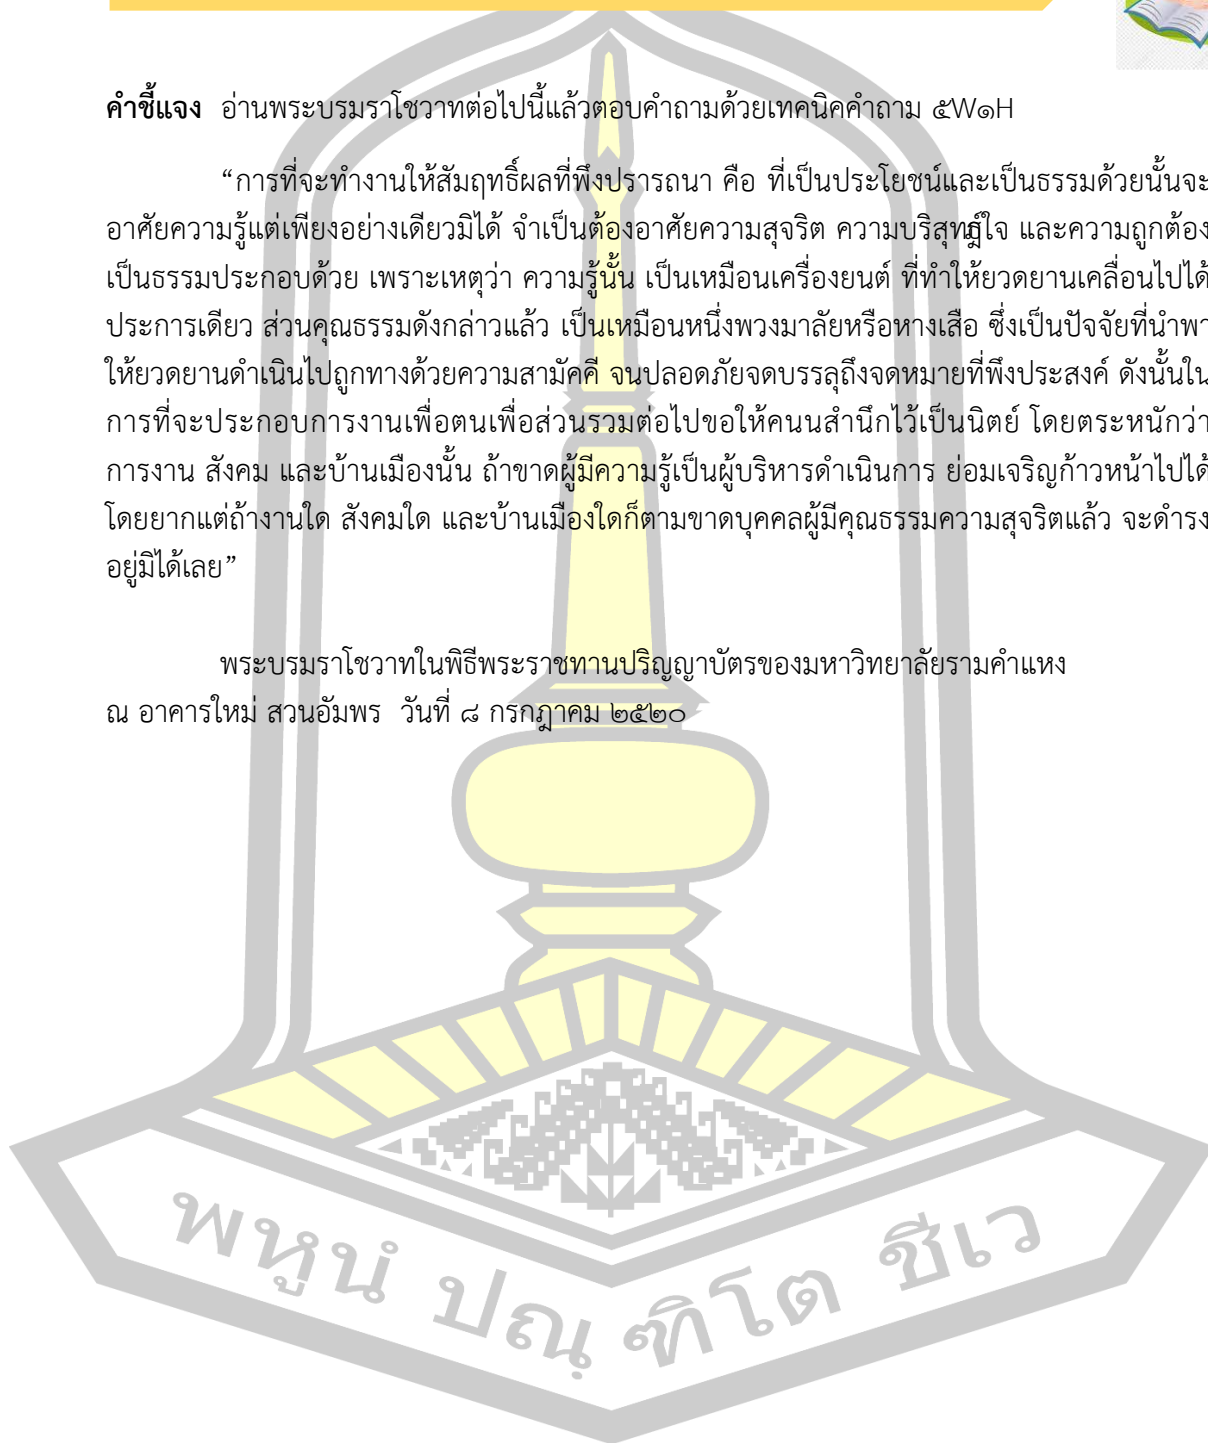 คำชี้แจง อ่านพระบรมราโชวาทต่อไปนี้แล้วตอบคำถามด้วยเทคนิคคำถาม ๕W๑H
“การที่จะทำงานให้สัมฤทธิ์ผลที่พึงปรารถนา คือ ที่เป็นประโยชน์และเป็นธรรมด้วยนั้นจะ
อาศัยความรู้แต่เพียงอย่างเดียวมิได้ จำเป็นต้องอาศัยความสุจริต ความบริสุทธิ์ใจ และความถูกต้อง
เป็นธรรมประกอบด้วย เพราะเหตุว่า ความรู้นั้น เป็นเหมือนเครื่องยนต์ ที่ทำให้ยวดยานเคลื่อนไปได้
ประการเดียว ส่วนคุณธรรมดังกล่าวแล้ว เป็นเหมือนหนึ่งพวงมาลัยหรือหางเสือ ซึ่งเป็นปัจจัยที่นำพา
ให้ยวดยานดำเนินไปถูกทางด้วยความสามัคคี จนปลอดภัยจดบรรลุถึงจดหมายที่พึงประสงค์ ดังนั้นใน
การที่จะประกอบการงานเพื่อตนเพื่อส่วนรวมต่อไปขอให้คนนสำนึกไว้เป็นนิตย์ โดยตระหนักว่า
การงาน สังคม และบ้านเมืองนั้น ถ้าขาดผู้มีความรู้เป็นผู้บริหารดำเนินการ ย่อมเจริญก้าวหน้าไปได้
โดยยากแต่ถ้างานใด สังคมใด และบ้านเมืองใดก็ตามขาดบุคคลผู้มีคุณธรรมความสุจริตแล้ว จะดำรง
อยู่มิได้เลย”
พระบรมราโชวาทในพิธีพระราชทานปริญญาบัตรของมหาวิทยาลัยรามคำแหง
ณ อาคารใหม่ สวนอัมพร วันที่ ๘ กรกฎาคม ๒๕๒๐
พหูนํ ปณฺฑิโต ชีเว